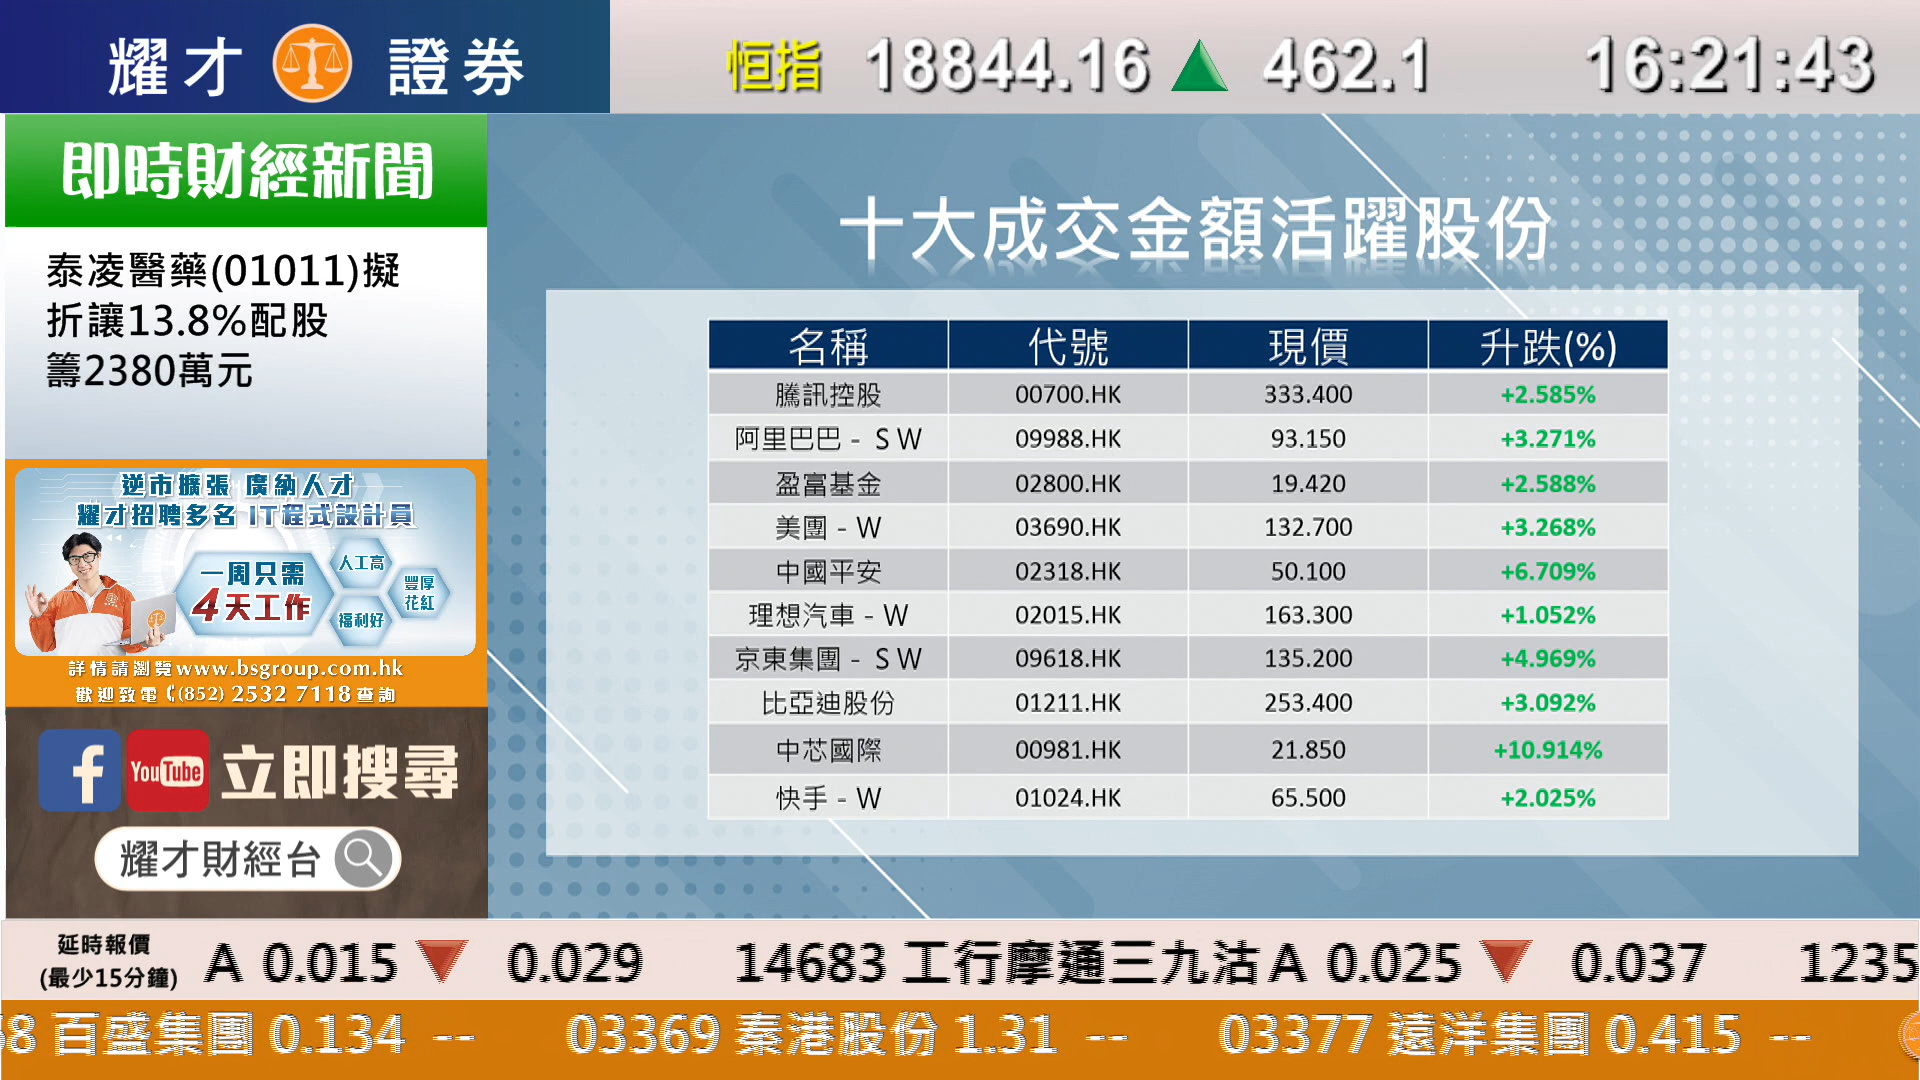 耀才 證券
恒指 18844.16 ▲ 462.1 16:21:43
即時財經新聞
泰凌醫藥(01011)擬
折讓13.8%配股
籌2380萬元
逆市擴張 廣納人才
耀才招聘多名 IT程式設計員
一周只需
4天工作
人工高
豐厚
花紅
福利好
詳情請瀏覽www.bsgroup.com.hk
歡迎致電 (852) 2532 7118 查詢
f YouTube 立即搜尋
耀才財經台
十大成交金額活躍股份
名稱 代號 現價 升跌(%)
騰訊控股 00700.HK 333.400 +2.585%
阿里巴巴 - ＳＷ 09988.HK 93.150 +3.271%
盈富基金 02800.HK 19.420 +2.588%
美團 - Ｗ 03690.HK 132.700 +3.268%
中國平安 02318.HK 50.100 +6.709%
理想汽車 - Ｗ 02015.HK 163.300 +1.052%
京東集團 - ＳＷ 09618.HK 135.200 +4.969%
比亞迪股份 01211.HK 253.400 +3.092%
中芯國際 00981.HK 21.850 +10.914%
快手 - Ｗ 01024.HK 65.500 +2.025%
延時報價
(最少15分鐘)
A 0.015 ▼ 0.029 14683 工行摩通三九沽A 0.025 ▼ 0.037 1235
8 百盛集團 0.134 -- 03369 秦港股份 1.31 -- 03377 遠洋集團 0.415 --